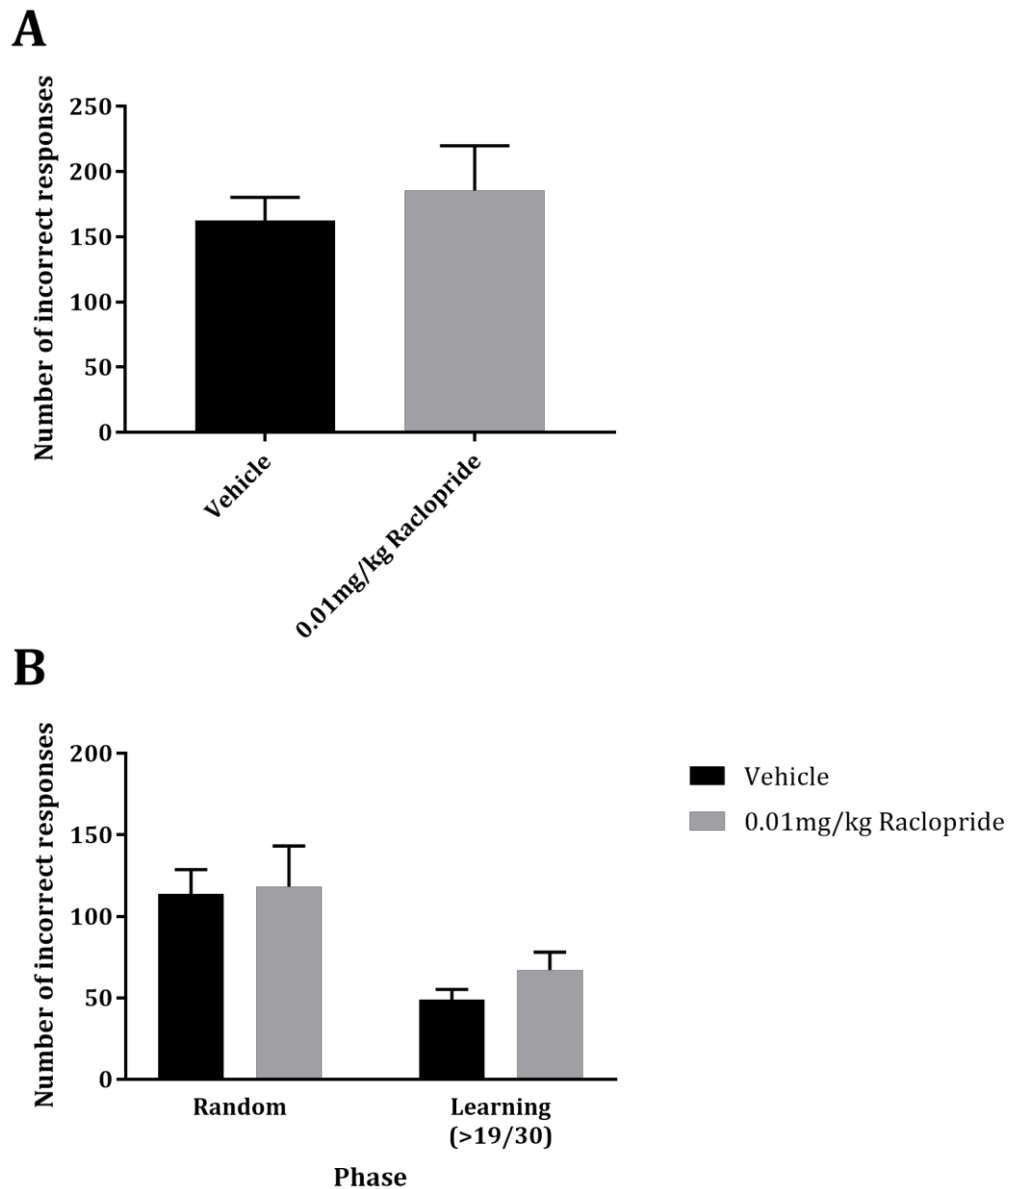 A
Number of incorrect responses
250
200
150
100
50
0
Vehicle
0.01mg/kg Raclopride
B
Number of incorrect responses
200
150
100
50
0
Random
Learning
(>19/30)
Phase
Vehicle
0.01mg/kg Raclopride